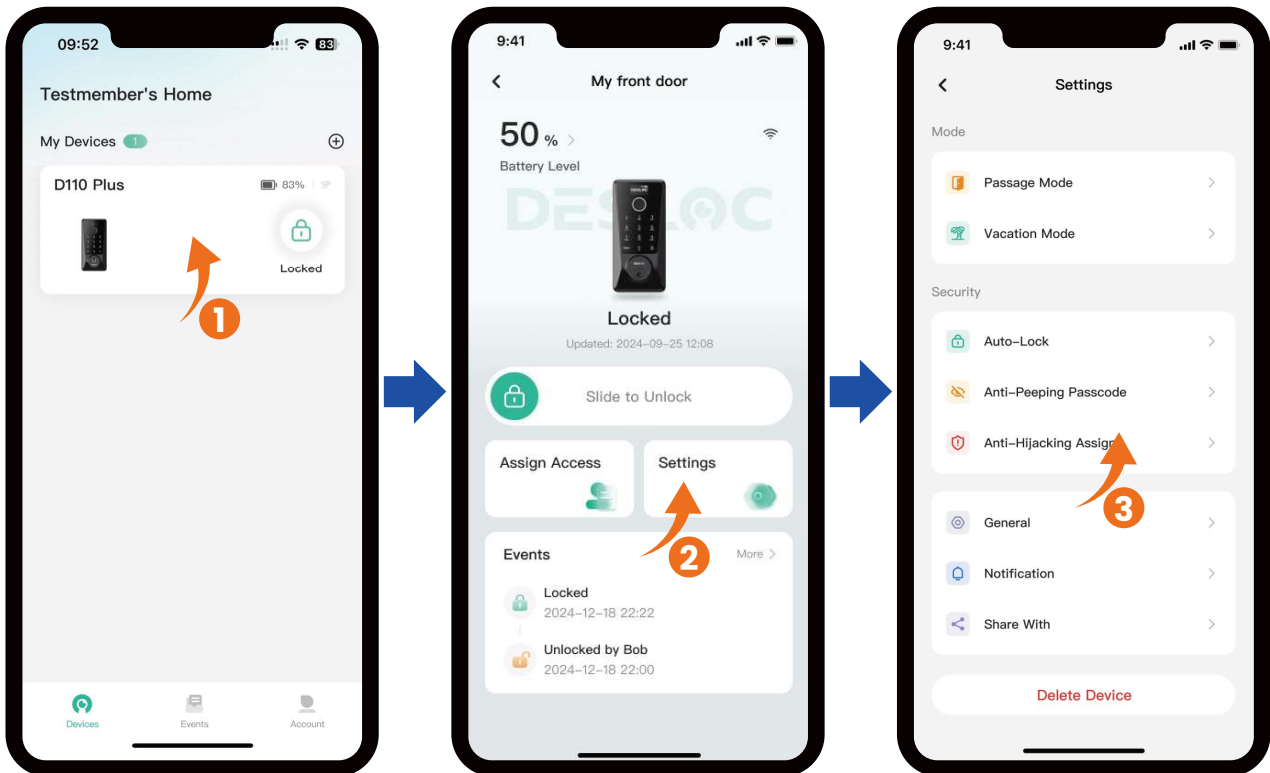 09:52
83
Testmember's Home
My Devices 1
D110 Plus
83%
Locked
1
Devices
Events
Account
9:41
My front door
50 %
Battery Level
DESLOC
Locked
Updated: 2024-09-25 12:08
Slide to Unlock
Assign Access
Settings
2
Events
More
Locked
2024-12-18 22:22
Unlocked by Bob
2024-12-18 22:00
9:41
Settings
Mode
Passage Mode
Vacation Mode
Security
Auto-Lock
Anti-Peeping Passcode
Anti-Hijacking Assign
3
General
Notification
Share With
Delete Device